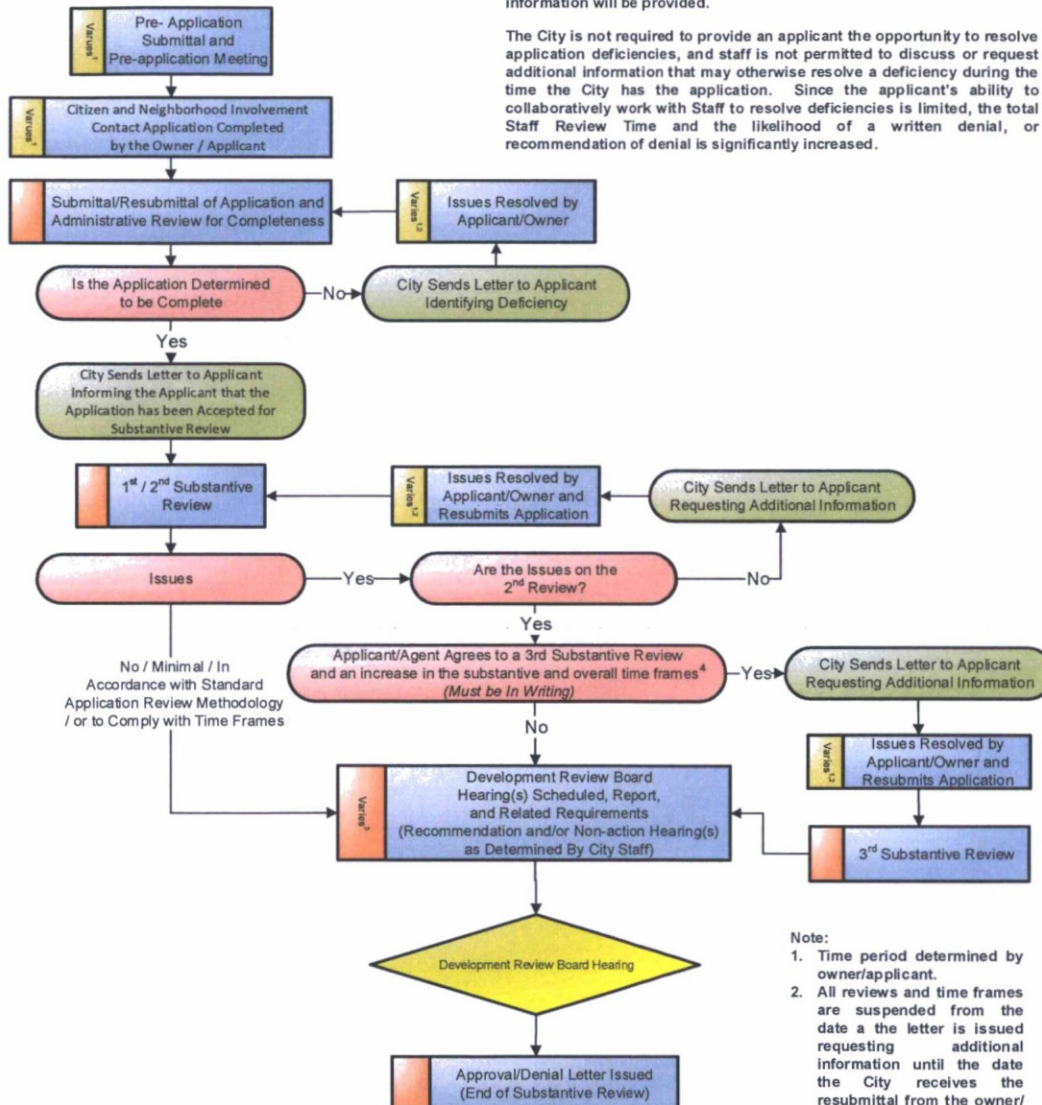 information will be provided.
The City is not required to provide an applicant the opportunity to resolve
application deficiencies, and staff is not permitted to discuss or request
additional information that may otherwise resolve a deficiency during the
time the City has the application. Since the applicant's ability to
collaboratively work with Staff to resolve deficiencies is limited, the total
Staff Review Time and the likelihood of a written denial, or
recommendation of denial is significantly increased.
Varues¹
Pre- Application
Submittal and
Pre-application Meeting
Varues¹
Citizen and Neighborhood Involvement
Contact Application Completed
by the Owner / Applicant
Submittal/Resubmittal of Application and
Administrative Review for Completeness
Varies¹,²
Issues Resolved by
Applicant/Owner
Is the Application Determined
to be Complete
No
City Sends Letter to Applicant
Identifying Deficiency
Yes
City Sends Letter to Applicant
Informing the Applicant that the
Application has been Accepted for
Substantive Review
1st / 2nd Substantive
Review
Varies¹,²
Issues Resolved by
Applicant/Owner and
Resubmits Application
City Sends Letter to Applicant
Requesting Additional Information
Issues
Yes
Are the Issues on the
2nd Review?
No
Yes
No / Minimal / In
Accordance with Standard
Application Review Methodology
/ or to Comply with Time Frames
Applicant/Agent Agrees to a 3rd Substantive Review
and an increase in the substantive and overall time frames⁴
(Must be In Writing)
Yes
City Sends Letter to Applicant
Requesting Additional Information
No
Varies¹,²
Issues Resolved by
Applicant/Owner and
Resubmits Application
Varies³
Development Review Board
Hearing(s) Scheduled, Report,
and Related Requirements
(Recommendation and/or Non-action Hearing(s)
as Determined By City Staff)
3rd Substantive Review
Development Review Board Hearing
Approval/Denial Letter Issued
(End of Substantive Review)
Note:
1. Time period determined by
owner/applicant.
2. All reviews and time frames
are suspended from the
date a the letter is issued
requesting additional
information until the date
the City receives the
resubmittal from the owner/